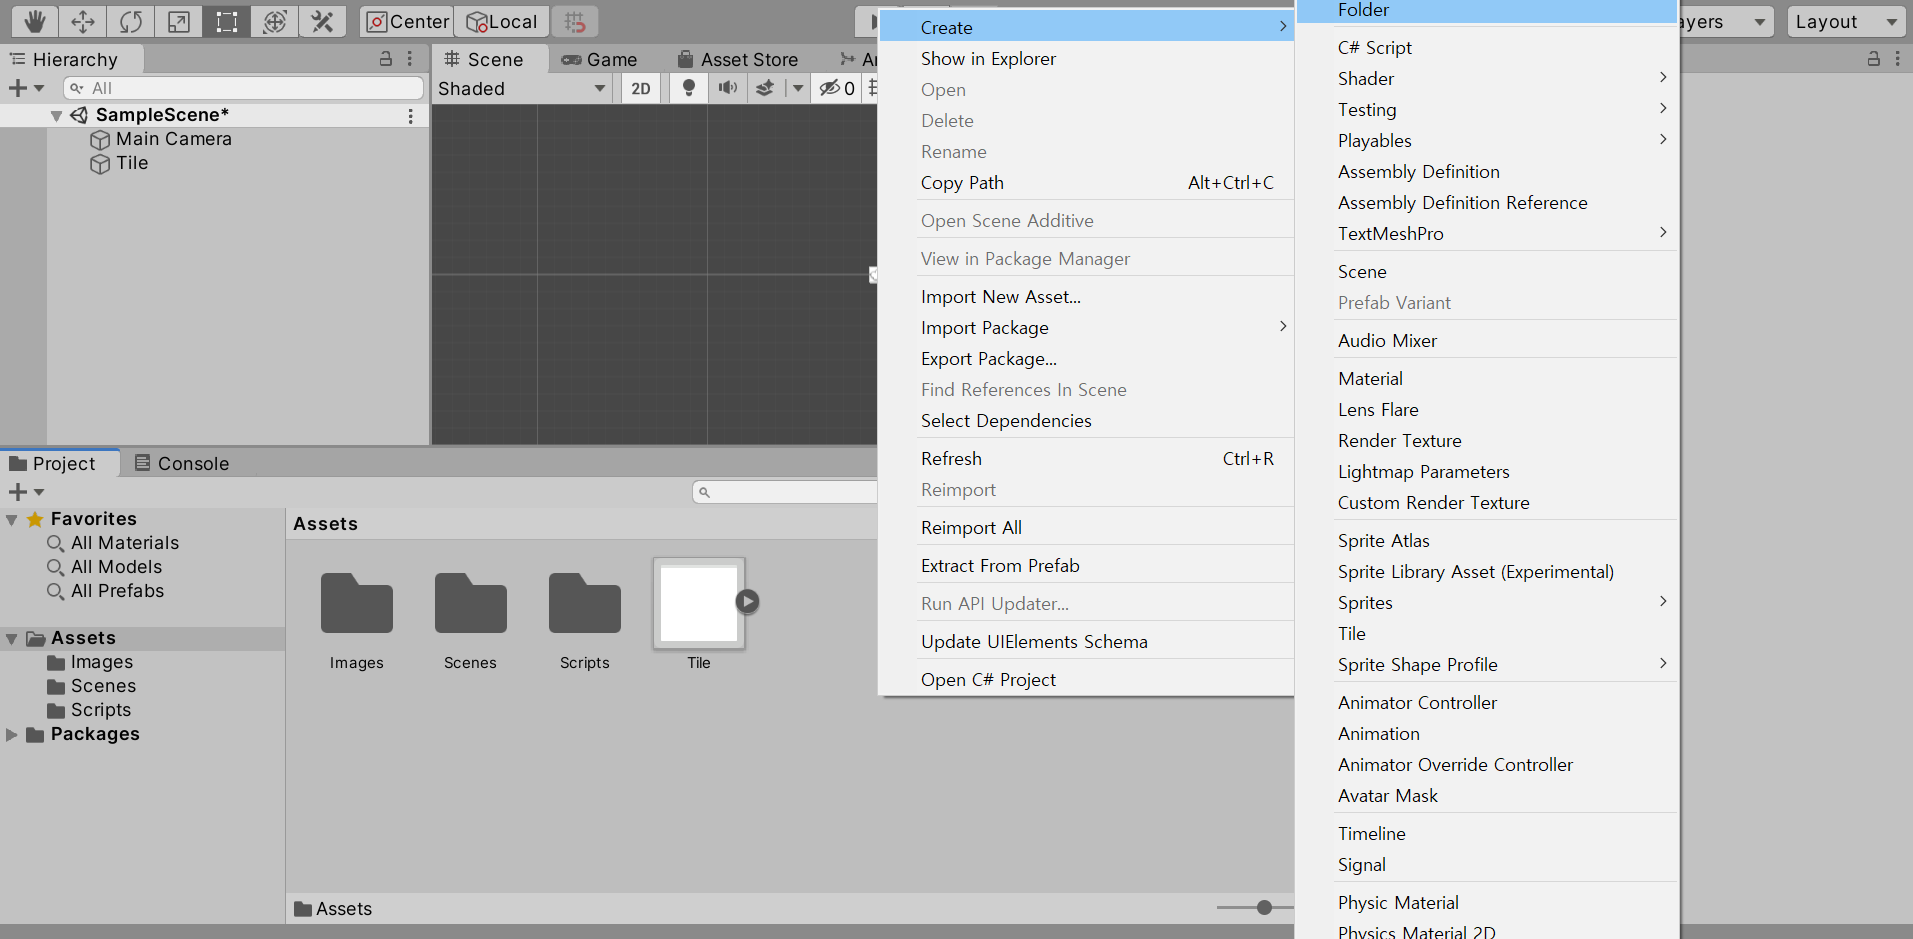 Center
Local
Layout
Hierarchy
All
SampleScene*
Main Camera
Tile
Scene
Game
Asset Store
Shaded
2D
0
Create
Show in Explorer
Open
Delete
Rename
Copy Path Alt+Ctrl+C
Open Scene Additive
View in Package Manager
Import New Asset...
Import Package
Export Package...
Find References In Scene
Select Dependencies
Refresh Ctrl+R
Reimport
Reimport All
Extract From Prefab
Run API Updater...
Update UIElements Schema
Open C# Project
Folder
C# Script
Shader
Testing
Playables
Assembly Definition
Assembly Definition Reference
TextMeshPro
Scene
Prefab Variant
Audio Mixer
Material
Lens Flare
Render Texture
Lightmap Parameters
Custom Render Texture
Sprite Atlas
Sprite Library Asset (Experimental)
Sprites
Tile
Sprite Shape Profile
Animator Controller
Animation
Animator Override Controller
Avatar Mask
Timeline
Signal
Physic Material
Physics Material 2D
Project
Console
Favorites
All Materials
All Models
All Prefabs
Assets
Images
Scenes
Scripts
Packages
Assets
Images
Scenes
Scripts
Tile
Assets